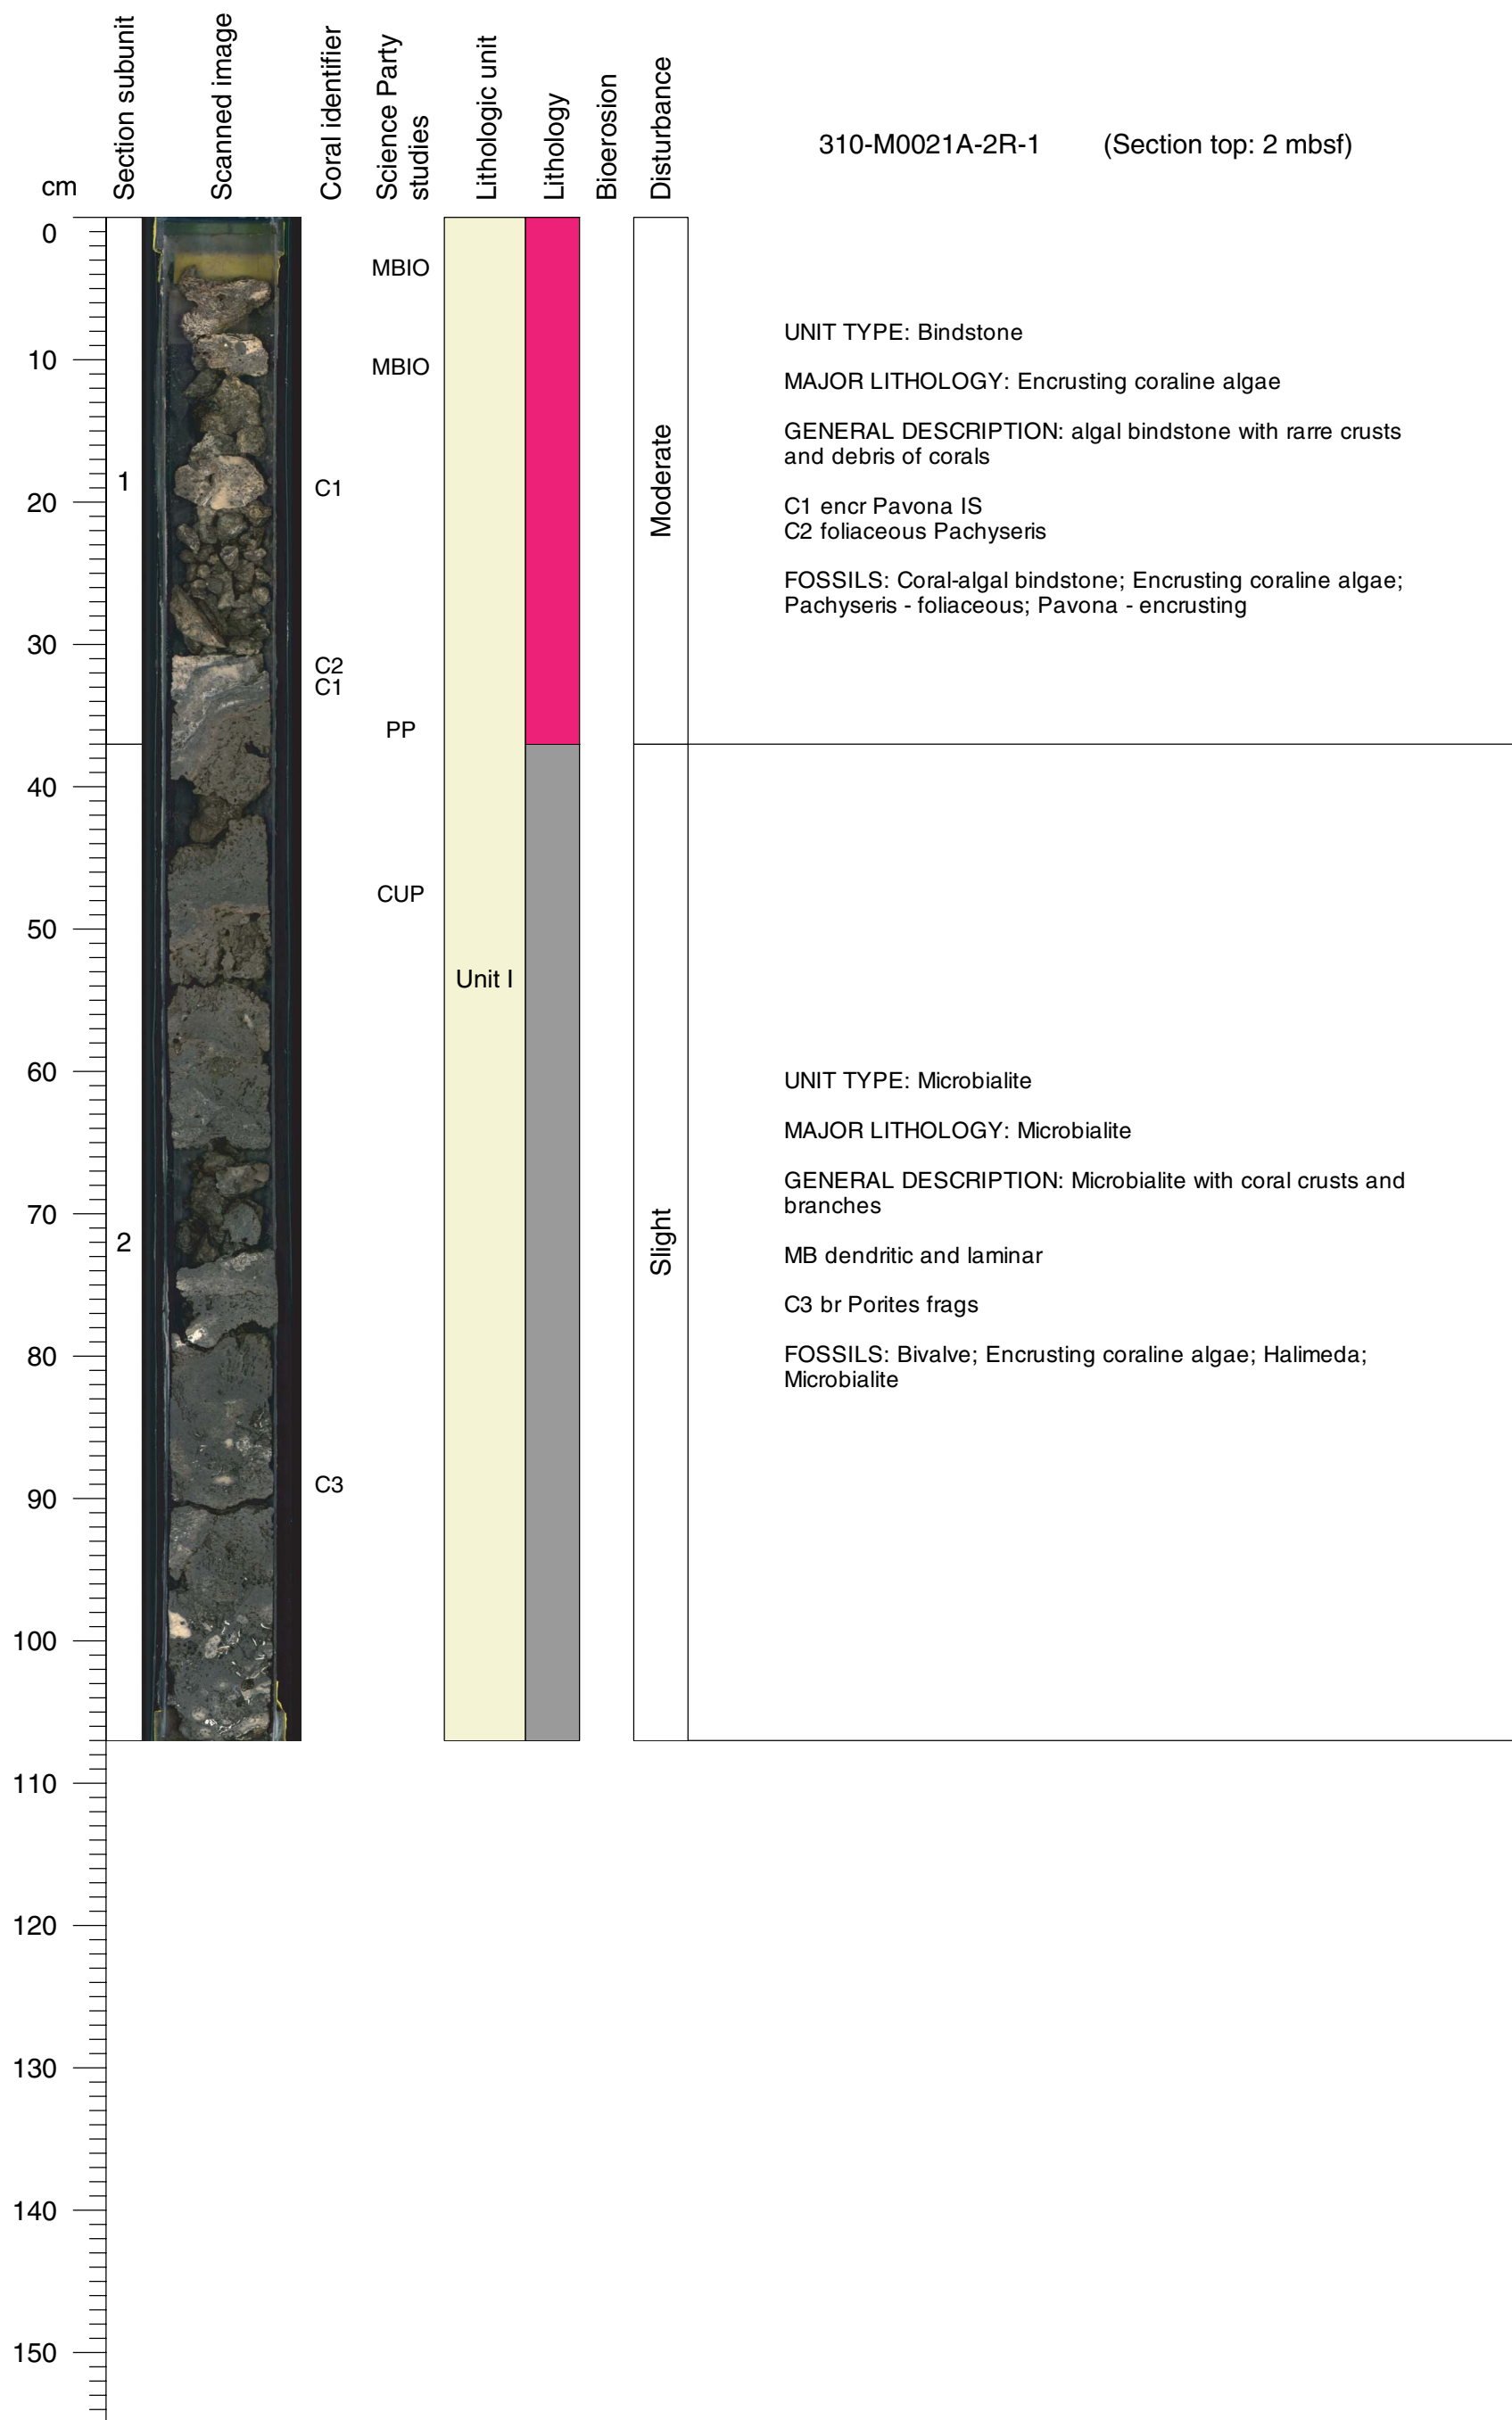 cm
Section subunit
Scanned image
Coral identifier
Science Party
studies
Lithologic unit
Lithology
Bioerosion
Disturbance
310-M0021A-2R-1 (Section top: 2 mbsf)
0
10
20
30
40
50
60
70
80
90
100
110
120
130
140
150
1
2
C1
C2
C1
C3
MBIO
MBIO
PP
CUP
Unit I
Moderate
Slight
UNIT TYPE: Bindstone
MAJOR LITHOLOGY: Encrusting coraline algae
GENERAL DESCRIPTION: algal bindstone with rarre crusts
and debris of corals
C1 encr Pavona IS
C2 foliaceous Pachyseris
FOSSILS: Coral-algal bindstone; Encrusting coraline algae;
Pachyseris - foliaceous; Pavona - encrusting
UNIT TYPE: Microbialite
MAJOR LITHOLOGY: Microbialite
GENERAL DESCRIPTION: Microbialite with coral crusts and
branches
MB dendritic and laminar
C3 br Porites frags
FOSSILS: Bivalve; Encrusting coraline algae; Halimeda;
Microbialite